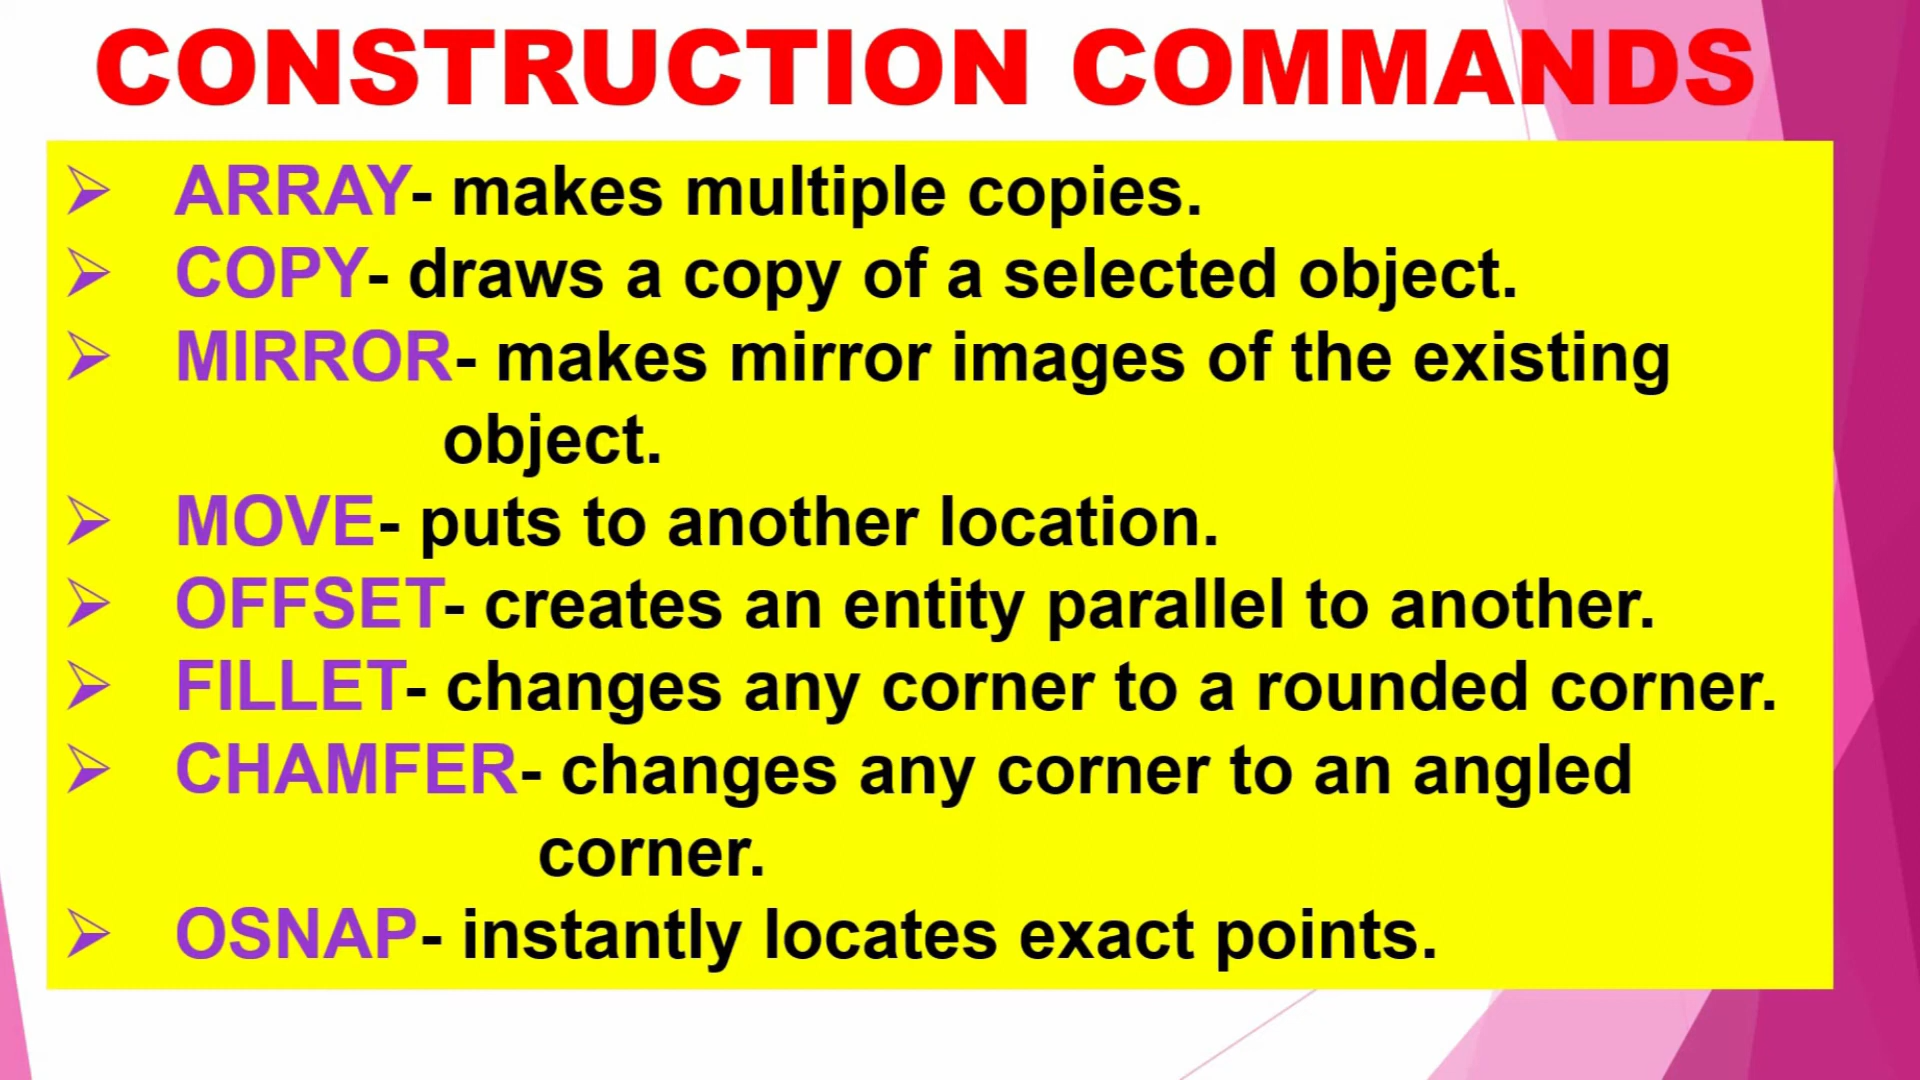 CONSTRUCTION COMMANDS
ARRAY- makes multiple copies.
COPY- draws a copy of a selected object.
MIRROR- makes mirror images of the existing
object.
MOVE- puts to another location.
OFFSET- creates an entity parallel to another.
FILLET- changes any corner to a rounded corner.
CHAMFER- changes any corner to an angled
corner.
OSNAP- instantly locates exact points.